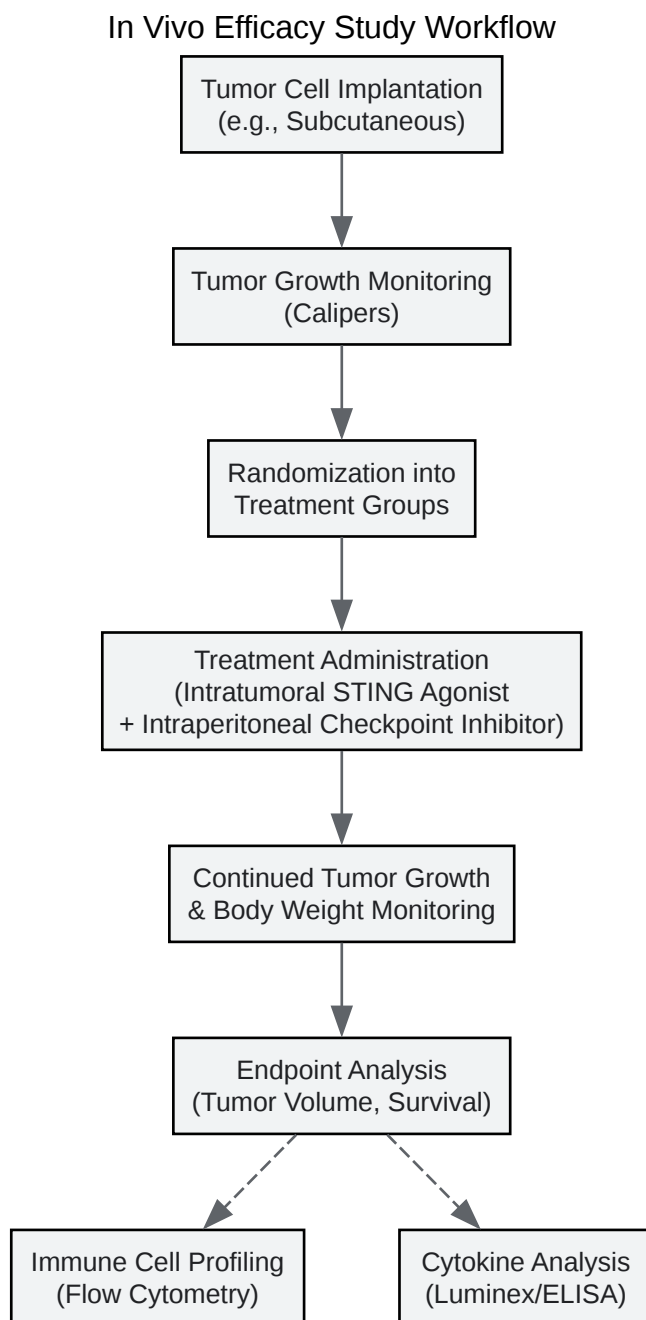 In Vivo Efficacy Study Workflow
Tumor Cell Implantation
(e.g., Subcutaneous)
Tumor Growth Monitoring
(Calipers)
Randomization into
Treatment Groups
Treatment Administration
(Intratumoral STING Agonist
+ Intraperitoneal Checkpoint Inhibitor)
Continued Tumor Growth
& Body Weight Monitoring
Endpoint Analysis
(Tumor Volume, Survival)
Immune Cell Profiling
(Flow Cytometry)
Cytokine Analysis
(Luminex/ELISA)